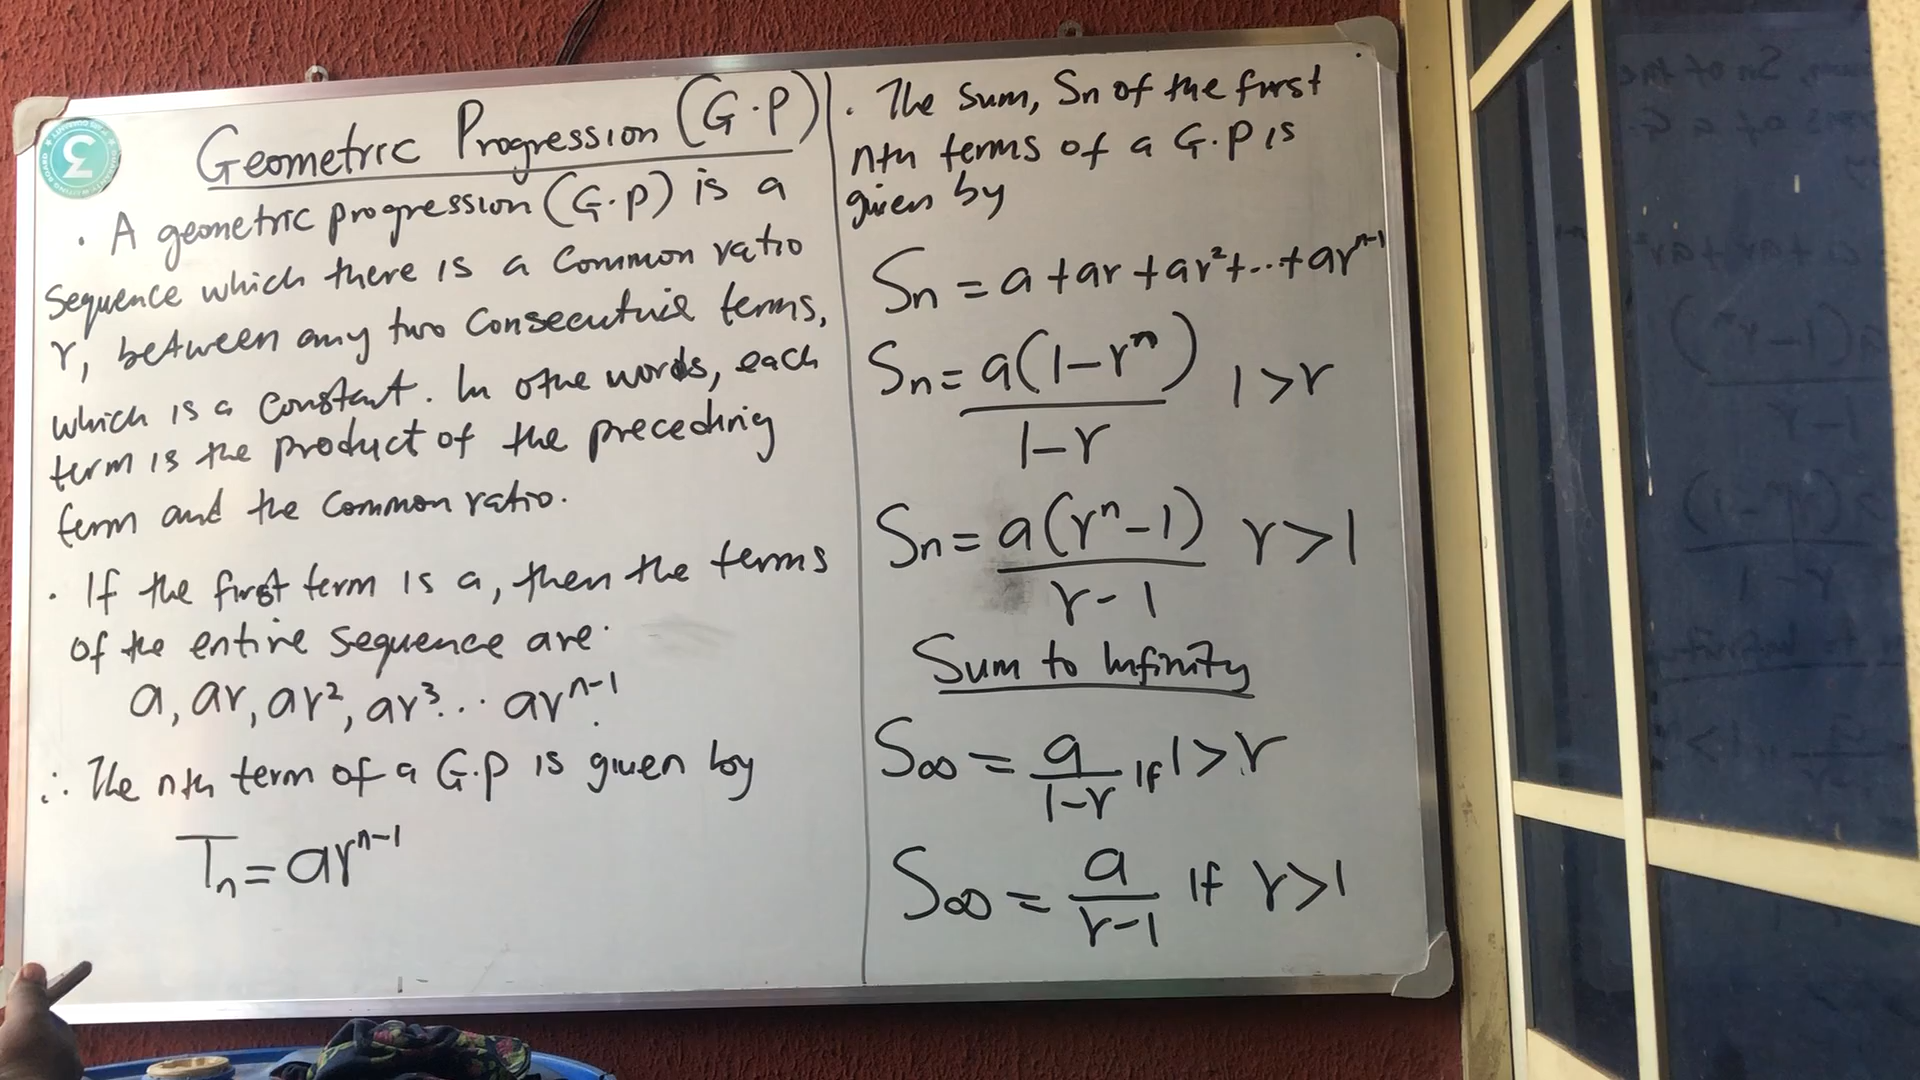 Geometric Progression (G.P)
. A geometric progression (G.P) is a
Sequence which there is a Common ratio
r, between any two Consecutive terms,
which is a Constant. In othe words, each
term is the product of the preceding
term and the Common ratio.
. If the first term is a, then the terms
of the entire Sequence are.
a, ar, ar², ar³... arⁿ⁻¹.
∴ The nth term of a G.P is given by
Tₙ = arⁿ⁻¹
. The Sum, Sn of the first
nth terms of a G.P is
given by
Sn = a + ar + ar² + ... + arⁿ⁻¹
Sn = a(1-rⁿ)/1-r 1 > r
Sn = a(rⁿ-1)/r-1 r > 1
Sum to Infinity
S∞ = a/1-r if 1 > r
S∞ = a/r-1 if r > 1